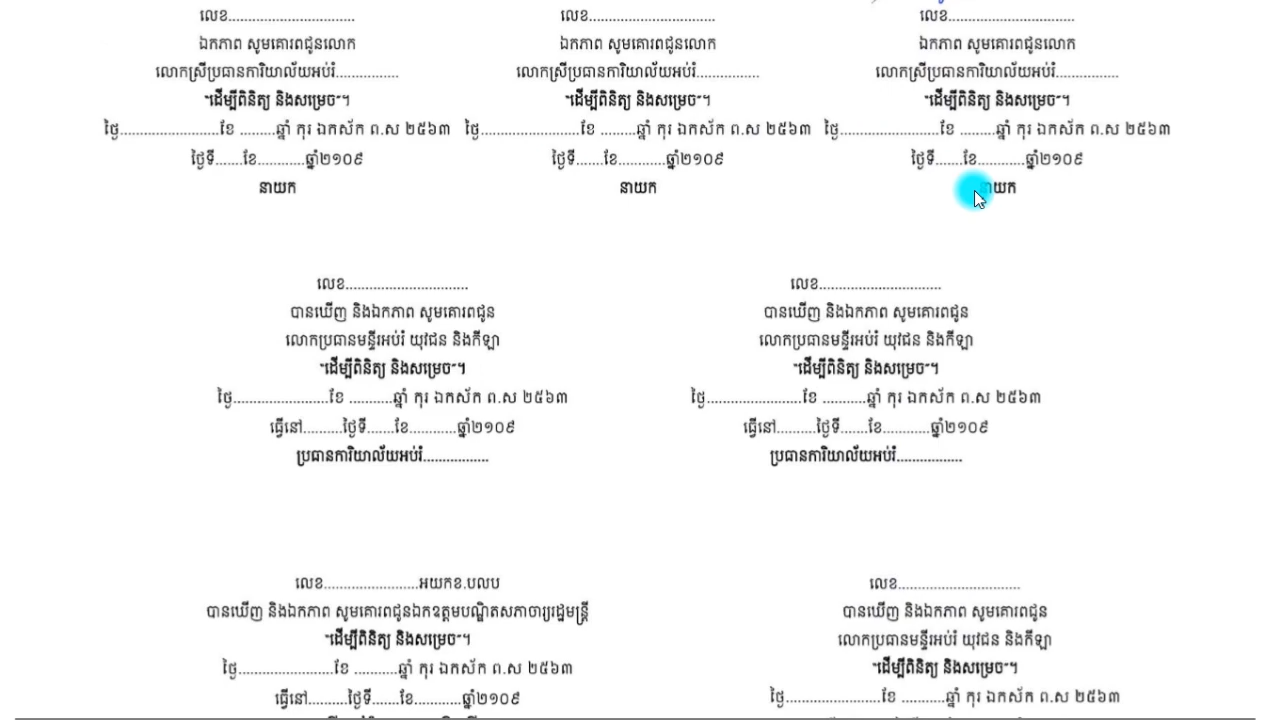 លេខ................................
ឯកភាព សូមគោរពជូនលោក
លោកស្រីប្រធានការិយាល័យអប់រំ................
"ដើម្បីពិនិត្យ និងសម្រេច"។
ថ្ងៃ.........................ខែ .........ឆ្នាំ កុរ ឯកស័ក ព.ស ២៥៦៣
ថ្ងៃទី.......ខែ............ឆ្នាំ២១០៩
នាយក
លេខ................................
ឯកភាព សូមគោរពជូនលោក
លោកស្រីប្រធានការិយាល័យអប់រំ................
"ដើម្បីពិនិត្យ និងសម្រេច"។
ថ្ងៃ.........................ខែ .........ឆ្នាំ កុរ ឯកស័ក ព.ស ២៥៦៣
ថ្ងៃទី.......ខែ............ឆ្នាំ២១០៩
នាយក
លេខ................................
ឯកភាព សូមគោរពជូនលោក
លោកស្រីប្រធានការិយាល័យអប់រំ................
"ដើម្បីពិនិត្យ និងសម្រេច"។
ថ្ងៃ.........................ខែ .........ឆ្នាំ កុរ ឯកស័ក ព.ស ២៥៦៣
ថ្ងៃទី.......ខែ............ឆ្នាំ២១០៩
នាយក
លេខ...............................
បានឃើញ និងឯកភាព សូមគោរពជូន
លោកប្រធានមន្ទីរអប់រំ យុវជន និងកីឡា
"ដើម្បីពិនិត្យ និងសម្រេច"។
ថ្ងៃ........................ខែ ...........ឆ្នាំ កុរ ឯកស័ក ព.ស ២៥៦៣
ធ្វើនៅ..........ថ្ងៃទី.......ខែ............ឆ្នាំ២១០៩
ប្រធានការិយាល័យអប់រំ.................
លេខ...............................
បានឃើញ និងឯកភាព សូមគោរពជូន
លោកប្រធានមន្ទីរអប់រំ យុវជន និងកីឡា
"ដើម្បីពិនិត្យ និងសម្រេច"។
ថ្ងៃ........................ខែ ...........ឆ្នាំ កុរ ឯកស័ក ព.ស ២៥៦៣
ធ្វើនៅ..........ថ្ងៃទី.......ខែ............ឆ្នាំ២១០៩
ប្រធានការិយាល័យអប់រំ.................
លេខ........................អយកខ.បលប
បានឃើញ និងឯកភាព សូមគោរពជូនឯកឧត្តមបណ្ឌិតសភាចារ្យរដ្ឋមន្ត្រី
"ដើម្បីពិនិត្យ និងសម្រេច"។
ថ្ងៃ........................ខែ ...........ឆ្នាំ កុរ ឯកស័ក ព.ស ២៥៦៣
ធ្វើនៅ..........ថ្ងៃទី.......ខែ............ឆ្នាំ២១០៩
លេខ...............................
បានឃើញ និងឯកភាព សូមគោរពជូន
លោកប្រធានមន្ទីរអប់រំ យុវជន និងកីឡា
"ដើម្បីពិនិត្យ និងសម្រេច"។
ថ្ងៃ........................ខែ ...........ឆ្នាំ កុរ ឯកស័ក ព.ស ២៥៦៣